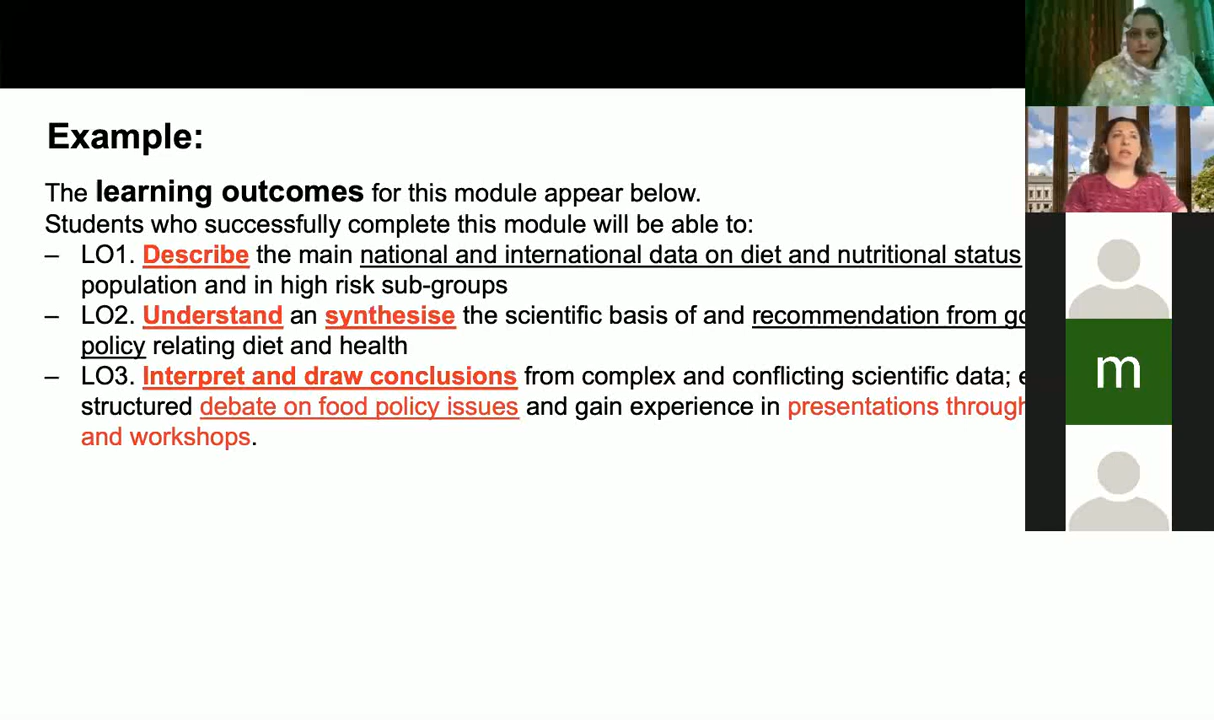 Example:
The learning outcomes for this module appear below.
Students who successfully complete this module will be able to:
– LO1. Describe the main national and international data on diet and nutritional status
population and in high risk sub-groups
– LO2. Understand an synthesise the scientific basis of and recommendation from
policy relating diet and health
– LO3. Interpret and draw conclusions from complex and conflicting scientific data;
structured debate on food policy issues and gain experience in presentations through
and workshops.
m